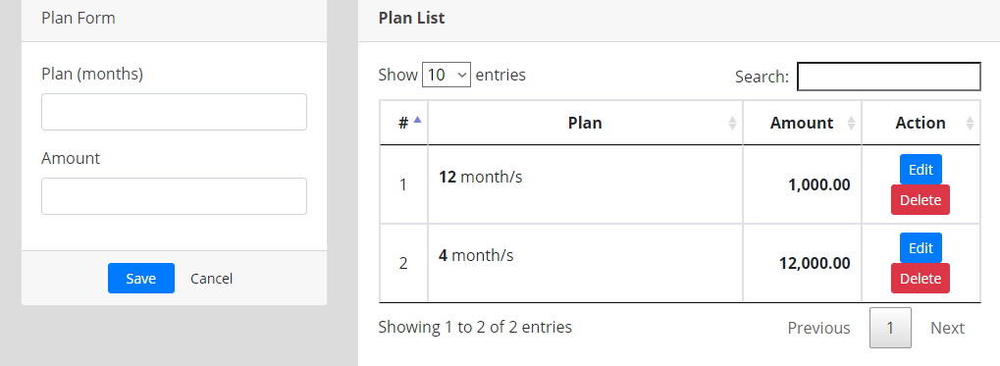 Plan Form
Plan (months)
Amount
Save Cancel
Plan List
Show 10 entries Search:
# Plan Amount Action
1 12 month/s 1,000.00 Edit Delete
2 4 month/s 12,000.00 Edit Delete
Showing 1 to 2 of 2 entries Previous 1 Next